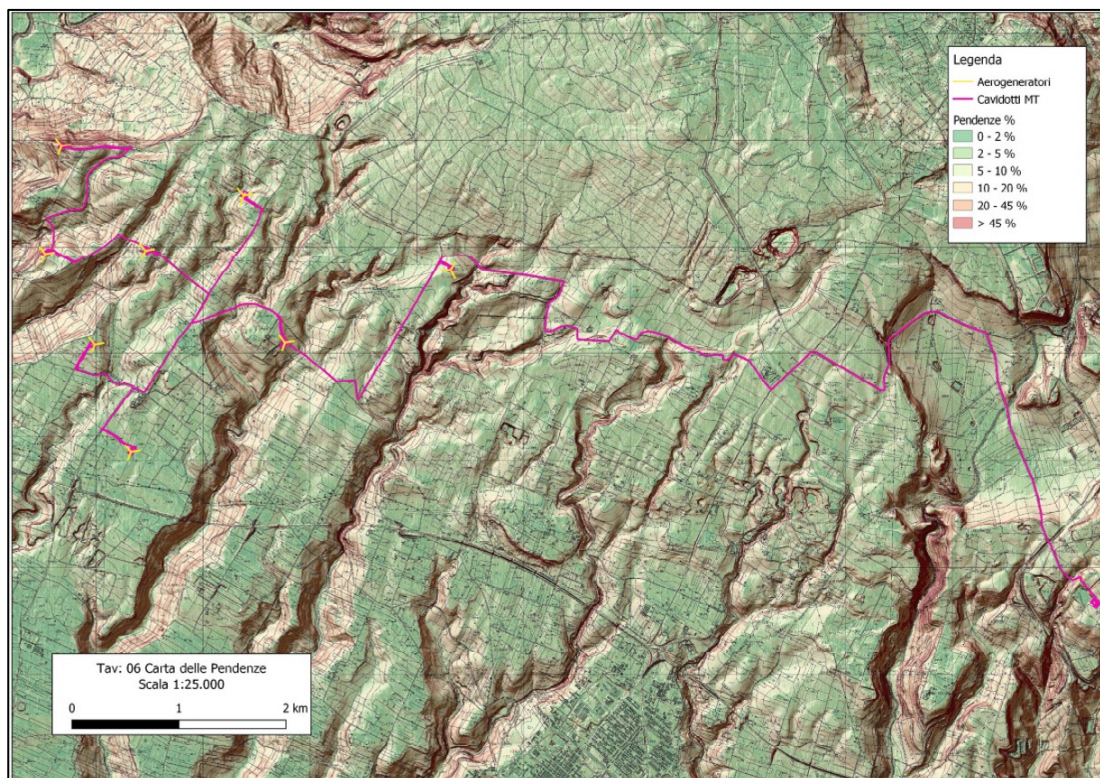 Legenda
Aerogeneratori
Cavidotti MT
Pendenze %
0 - 2 %
2 - 5 %
5 - 10 %
10 - 20 %
20 - 45 %
> 45 %
Tav: 06 Carta delle Pendenze
Scala 1:25.000
0 1 2 km